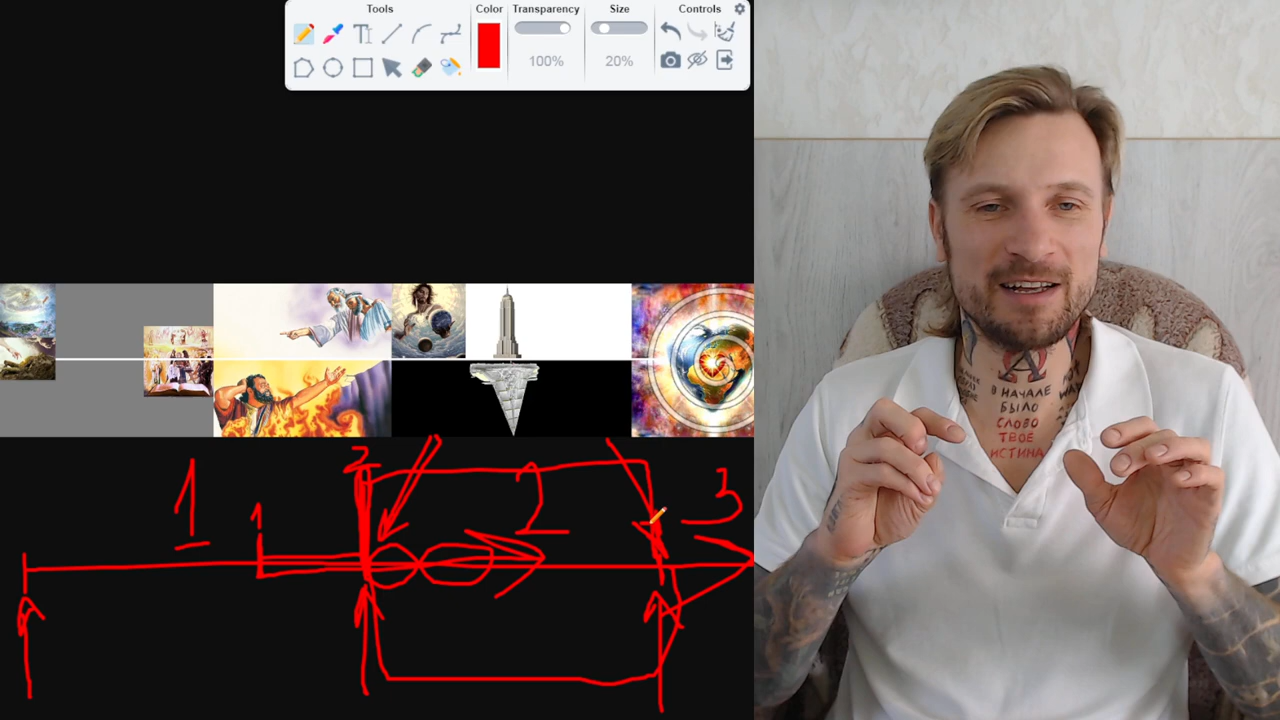 Tools
Color
Transparency
Size
Controls
100%
20%
1
1
2
2
3
В НАЧАЛЕ
БЫЛО
СЛОВО
ТВОЕ
ИСТИНА